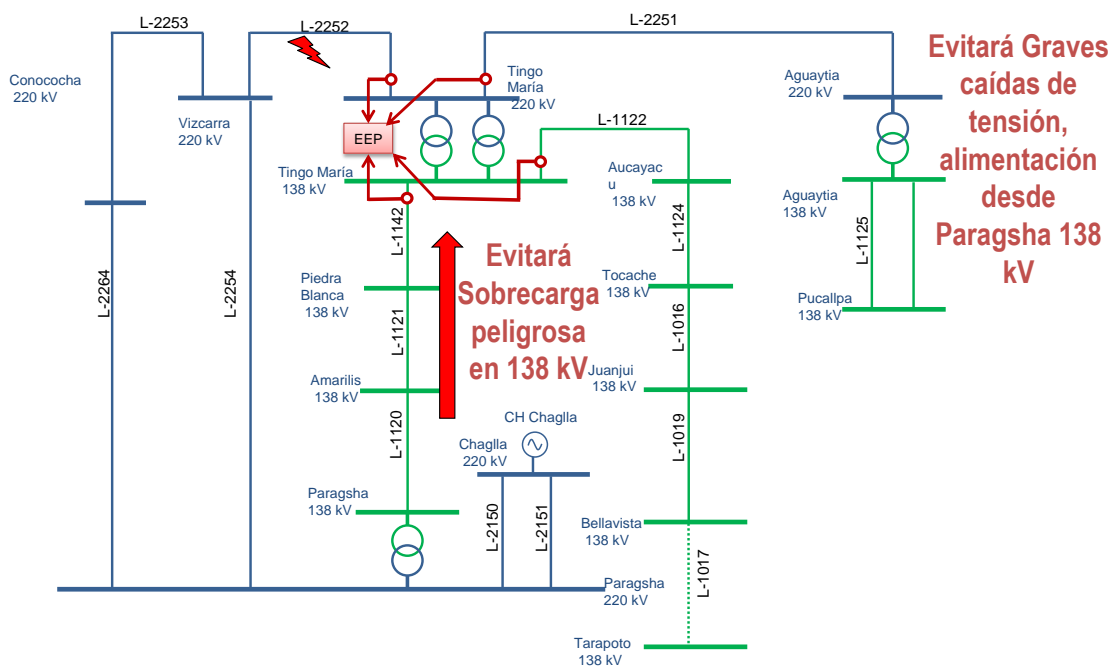 L-2253
L-2252
L-2251
Conococha
220 kV
Vizcarra
220 kV
Tingo
María
220 kV
Aguaytia
220 kV
Evitará Graves
caídas de
tensión,
alimentación
desde
Paragsha 138
kV
EEP
L-1122
Tingo María
138 kV
Aucayac
u
138 kV
Aguaytia
138 kV
L-1142
L-1124
L-1125
L-2264
L-2254
Piedra
Blanca
138 kV
Evitará
Sobrecarga
peligrosa
en 138 kV
Tocache
138 kV
Pucallpa
138 kV
L-1121
L-1016
Amarilis
138 kV
Juanjui
138 kV
L-1120
CH Chaglla
Chaglla
220 kV
L-1019
Paragsha
138 kV
L-2150
L-2151
Bellavista
138 kV
L-1017
Paragsha
220 kV
Tarapoto
138 kV